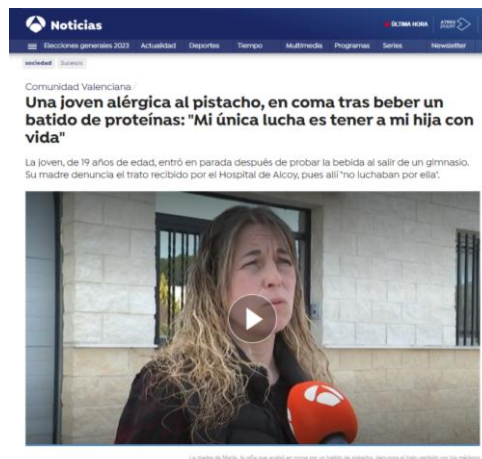 Noticias
ÚLTIMA HORA
Elecciones generales 2023 Actualidad Deportes Tiempo Multimedia Programas Series Newsletter
sociedad Sucesos
Comunidad Valenciana /
Una joven alérgica al pistacho, en coma tras beber un
batido de proteínas: "Mi única lucha es tener a mi hija con
vida"
La joven, de 19 años de edad, entró en parada después de probar la bebida al salir de un gimnasio.
Su madre denuncia el trato recibido por el Hospital de Alcoy, pues allí "no luchaban por ella".